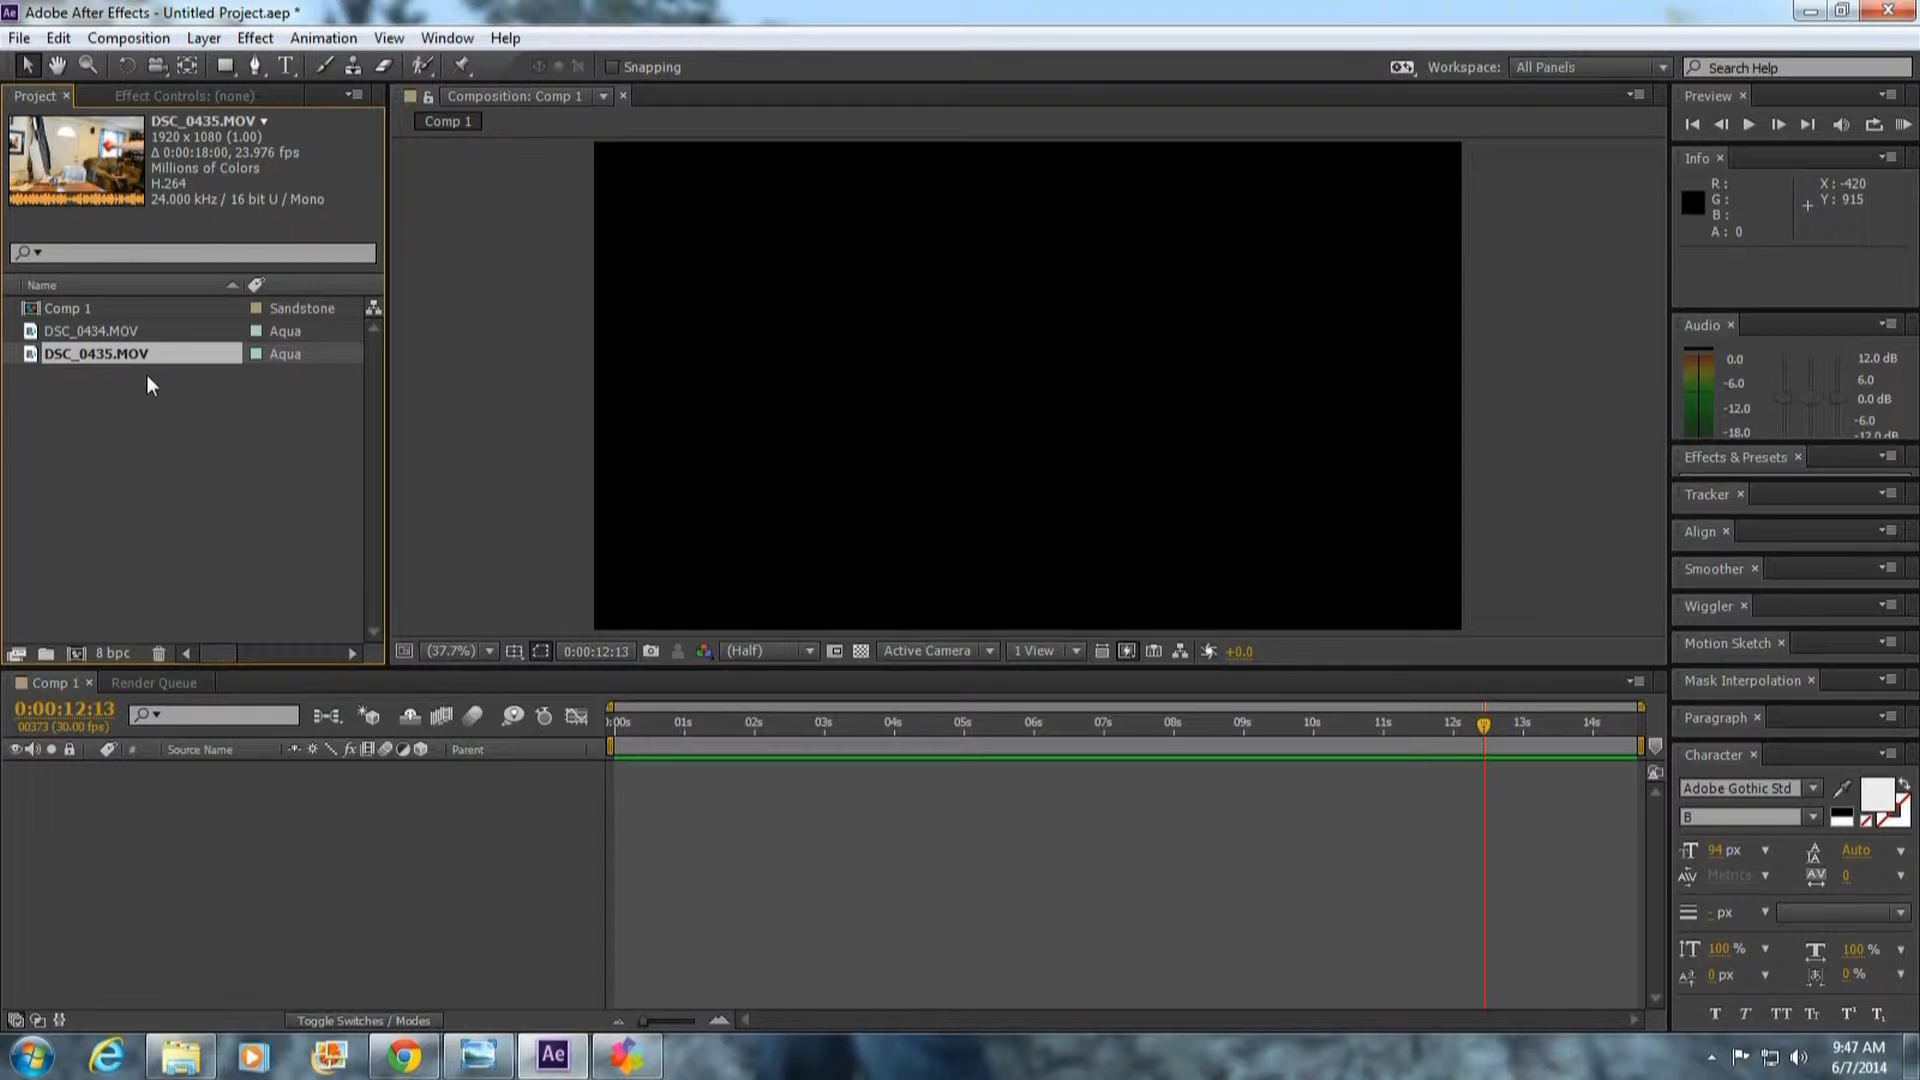 Adobe After Effects - Untitled Project.aep *
File Edit Composition Layer Effect Animation View Window Help
Snapping
Workspace: All Panels
Search Help
Project
Effect Controls: (none)
DSC_0435.MOV
1920 x 1080 (1.00)
Δ 0:00:18:00, 23.976 fps
Millions of Colors
H.264
24.000 kHz / 16 bit U / Mono
Name
Comp 1 Sandstone
DSC_0434.MOV Aqua
DSC_0435.MOV Aqua
8 bpc
Composition: Comp 1
Comp 1
(37.7%) 0:00:12:13 (Half) Active Camera 1 View +0.0
Preview
Info
R:
G:
B:
A: 0
X: -420
Y: 915
Audio
0.0
-6.0
-12.0
-18.0
12.0 dB
6.0
0.0 dB
-6.0
-12.0 dB
Effects & Presets
Tracker
Align
Smoother
Wiggler
Motion Sketch
Mask Interpolation
Paragraph
Character
Adobe Gothic Std
B
94 px Auto
Metrics 0
- px
100 % 100 %
0 px 0 %
T T TT Tт T¹ T₁
Comp 1 Render Queue
0:00:12:13
00373 (30.00 fps)
# Source Name fx Parent
):00s 01s 02s 03s 04s 05s 06s 07s 08s 09s 10s 11s 12s 13s 14s
Toggle Switches / Modes
Ae
9:47 AM
6/7/2014